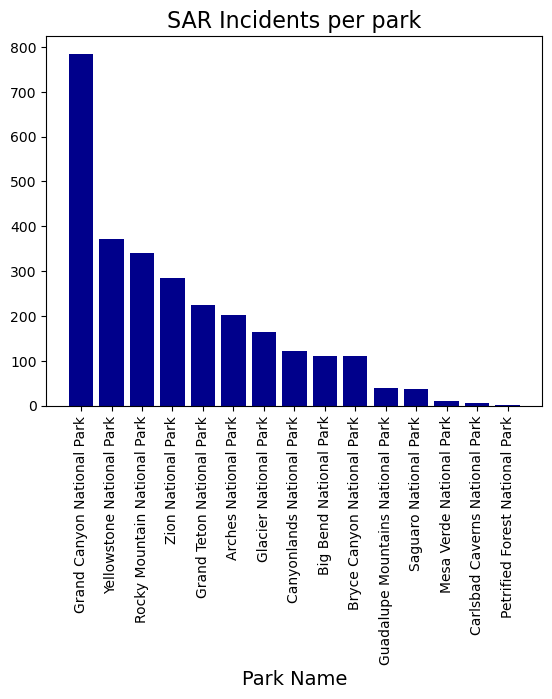 SAR Incidents per park
800
700
600
500
400
300
200
100
0
Grand Canyon National Park
Yellowstone National Park
Rocky Mountain National Park
Zion National Park
Grand Teton National Park
Arches National Park
Glacier National Park
Canyonlands National Park
Big Bend National Park
Bryce Canyon National Park
Guadalupe Mountains National Park
Saguaro National Park
Mesa Verde National Park
Carlsbad Caverns National Park
Petrified Forest National Park
Park Name